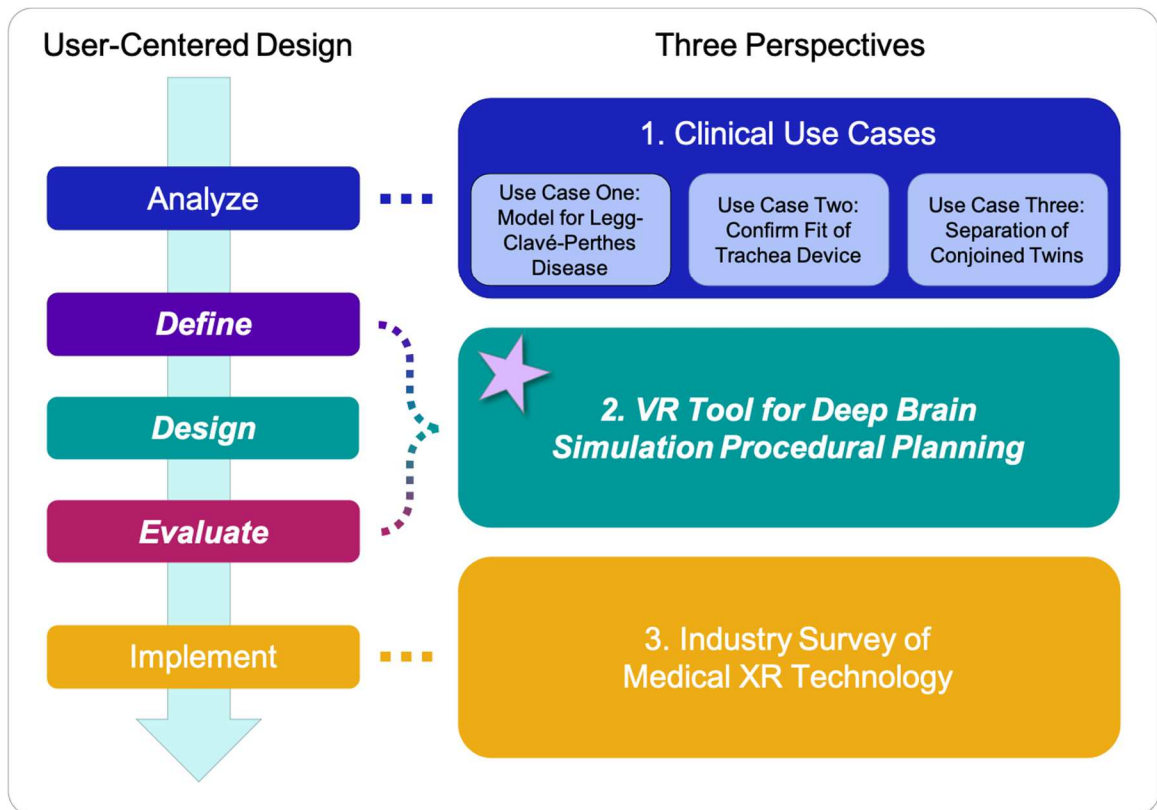 User-Centered Design
Three Perspectives
Analyze
Define
Design
Evaluate
Implement
1. Clinical Use Cases
Use Case One:
Model for Legg-
Clavé-Perthes
Disease
Use Case Two:
Confirm Fit of
Trachea Device
Use Case Three:
Separation of
Conjoined Twins
2. VR Tool for Deep Brain
Simulation Procedural Planning
3. Industry Survey of
Medical XR Technology